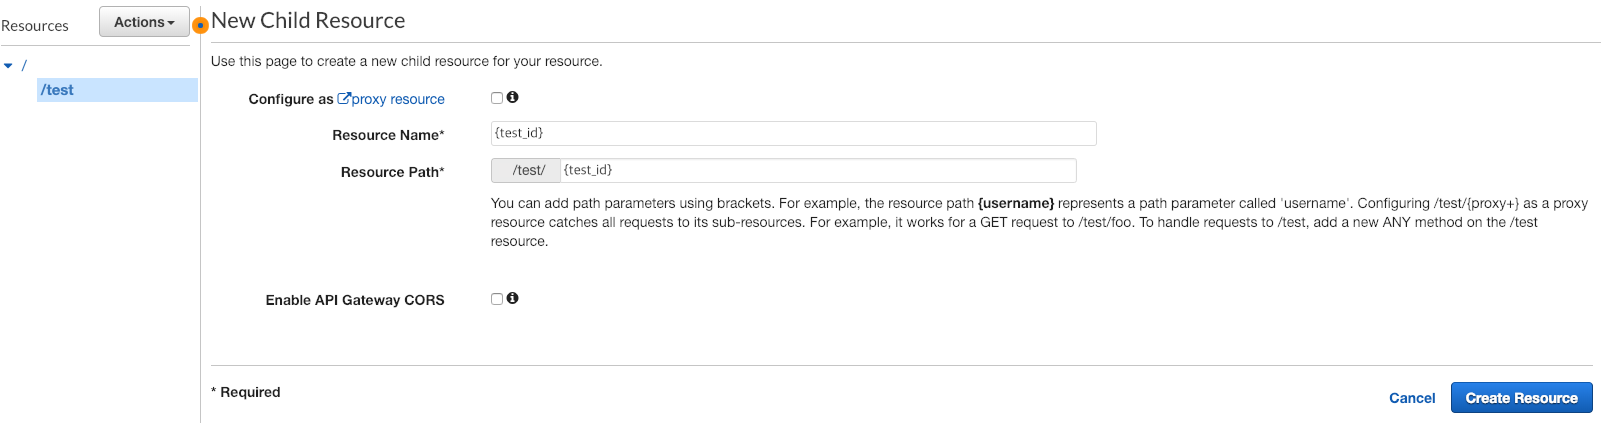 Resources
Actions
New Child Resource
/
/test
Use this page to create a new child resource for your resource.
Configure as proxy resource
Resource Name*
{test_id}
Resource Path*
/test/
{test_id}
You can add path parameters using brackets. For example, the resource path {username} represents a path parameter called 'username'. Configuring /test/{proxy+} as a proxy
resource catches all requests to its sub-resources. For example, it works for a GET request to /test/foo. To handle requests to /test, add a new ANY method on the /test
resource.
Enable API Gateway CORS
* Required
Cancel
Create Resource